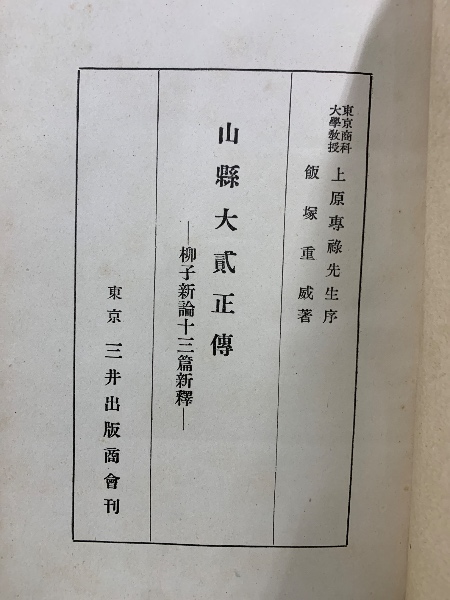 東京商科
大學教授
上原專祿先生序
飯塚重威著
山縣大貳正傳
―柳子新論十三篇新釋―
東京 三井出版商會刊